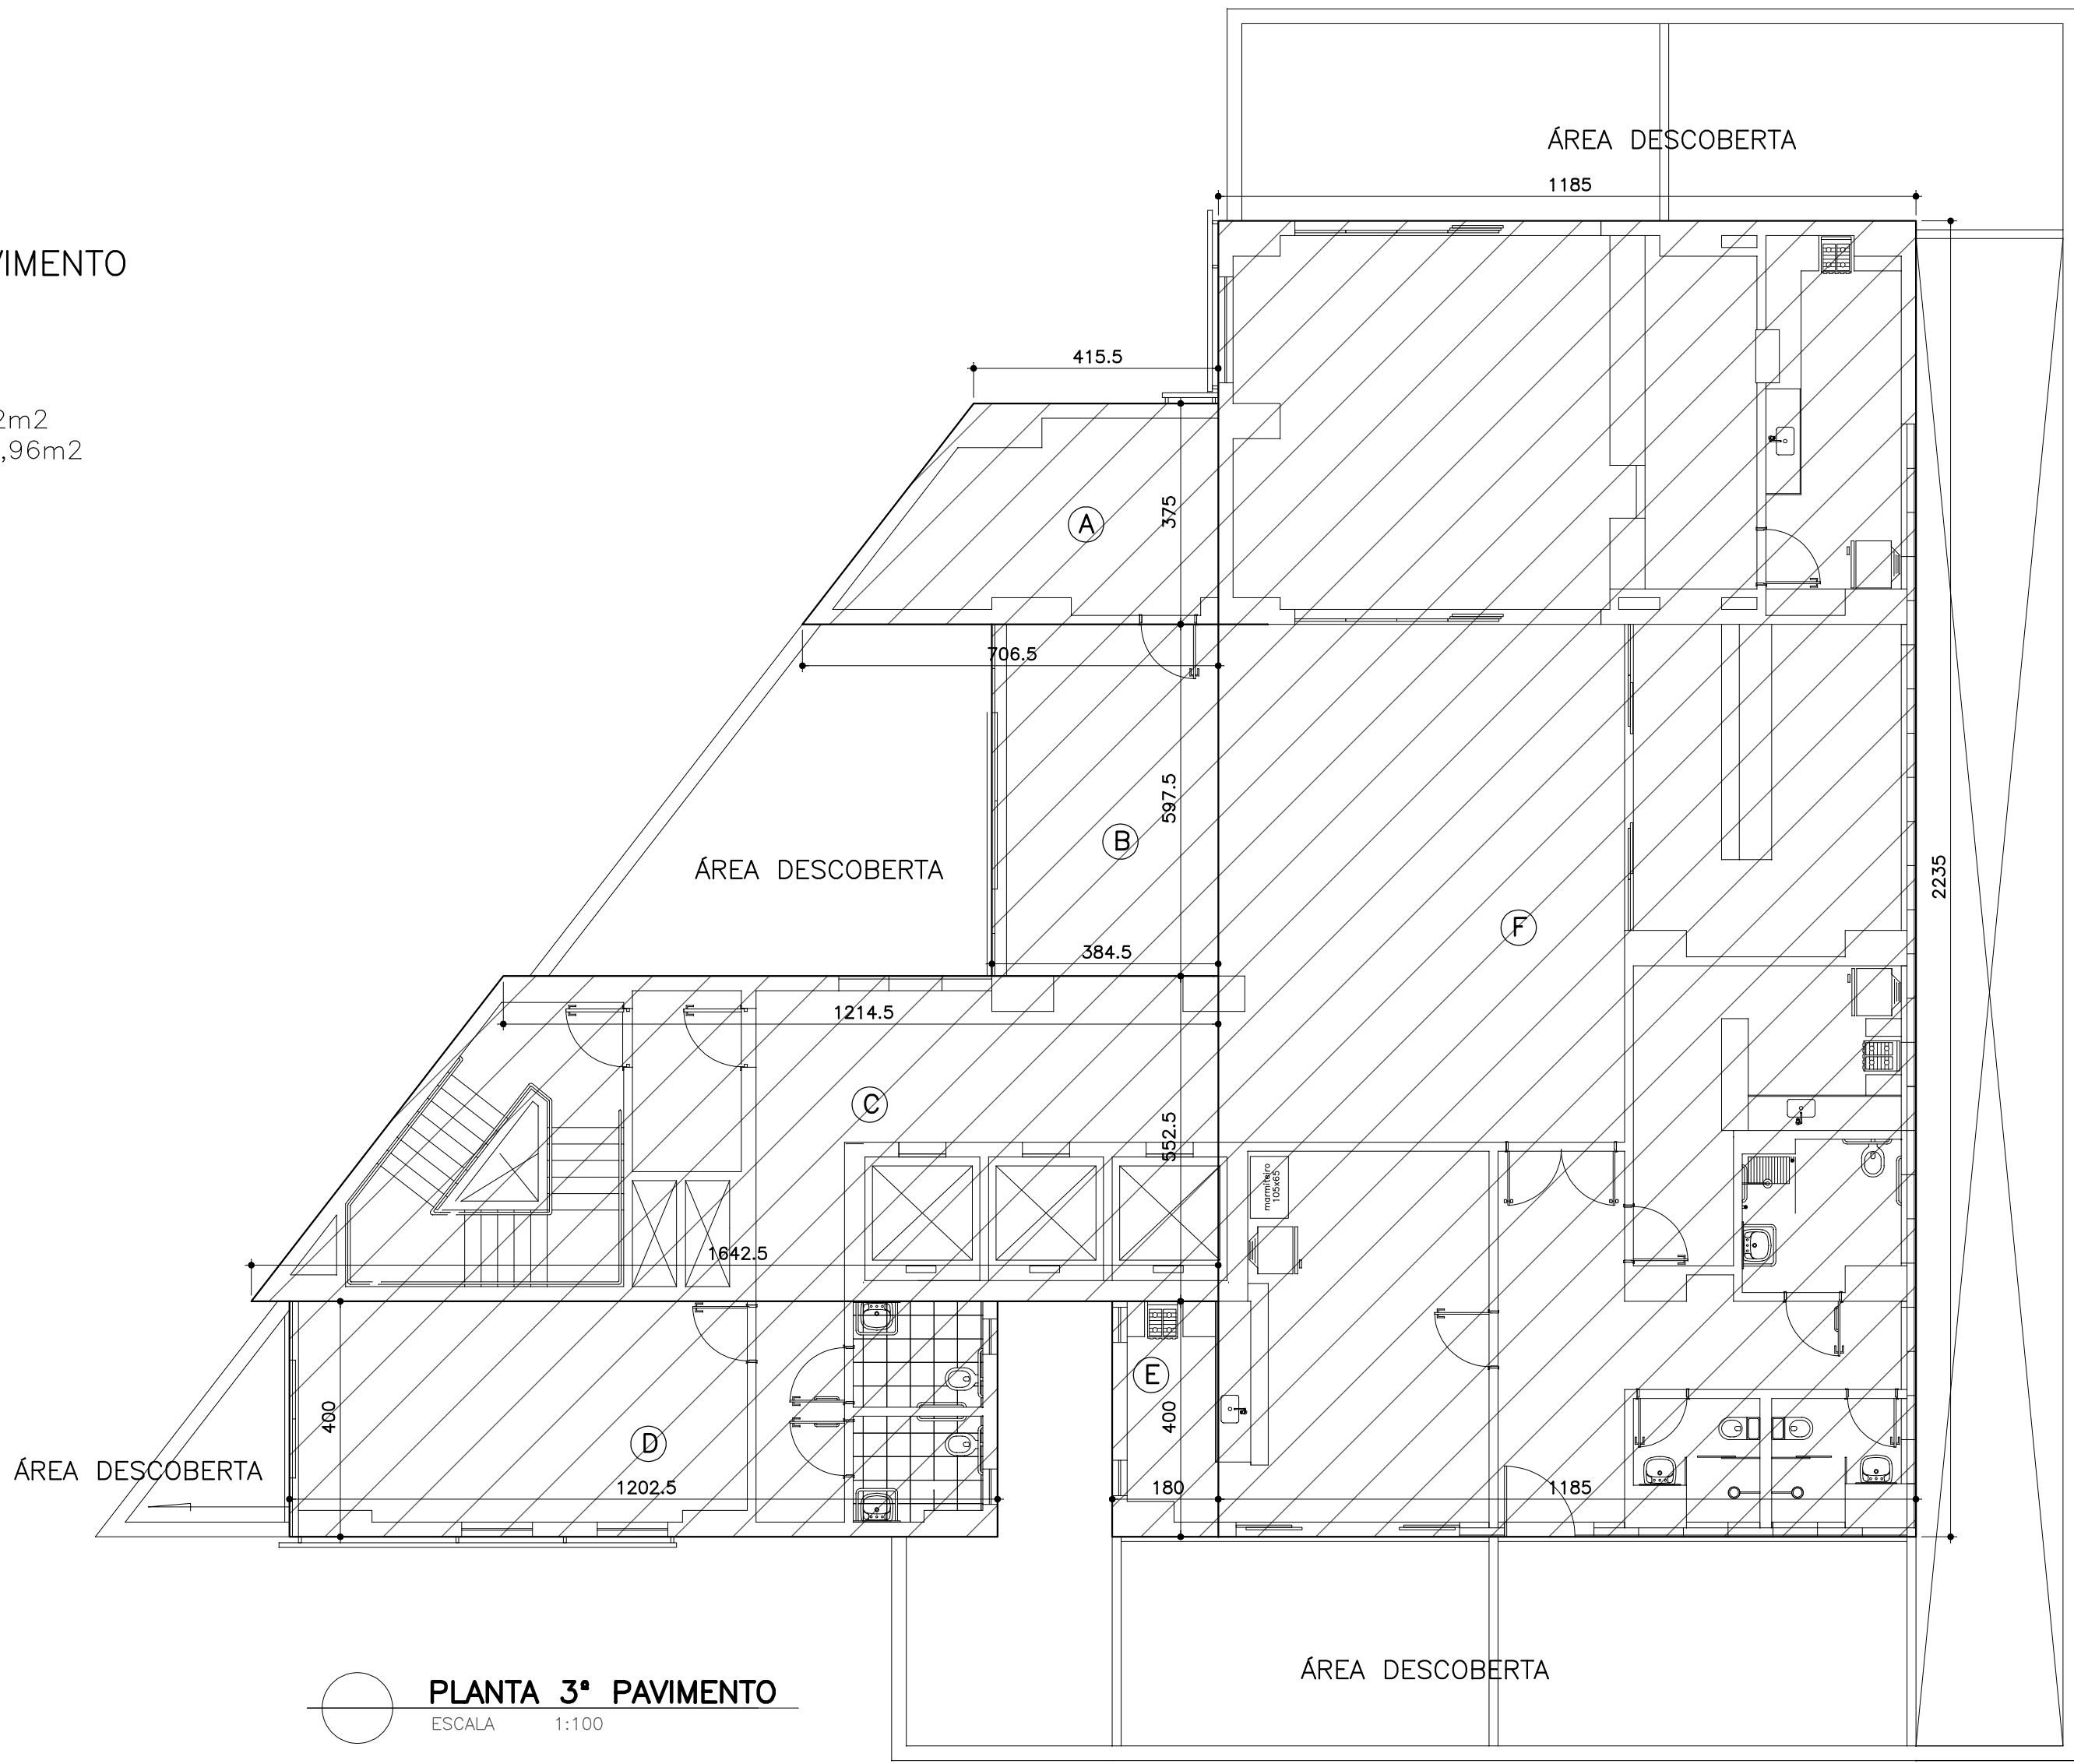 ÁREA DESCOBERTA
1185
VIMENTO
415.5
2m2
,96m2
A
375
706.5
597.5
B
ÁREA DESCOBERTA
2235
F
384.5
1214.5
C
552.5
marmiteiro
105x65
1642.5
E
400
400
D
ÁREA DESCOBERTA
1202.5
180
1185
ÁREA DESCOBERTA
PLANTA 3ª PAVIMENTO
ESCALA 1:100